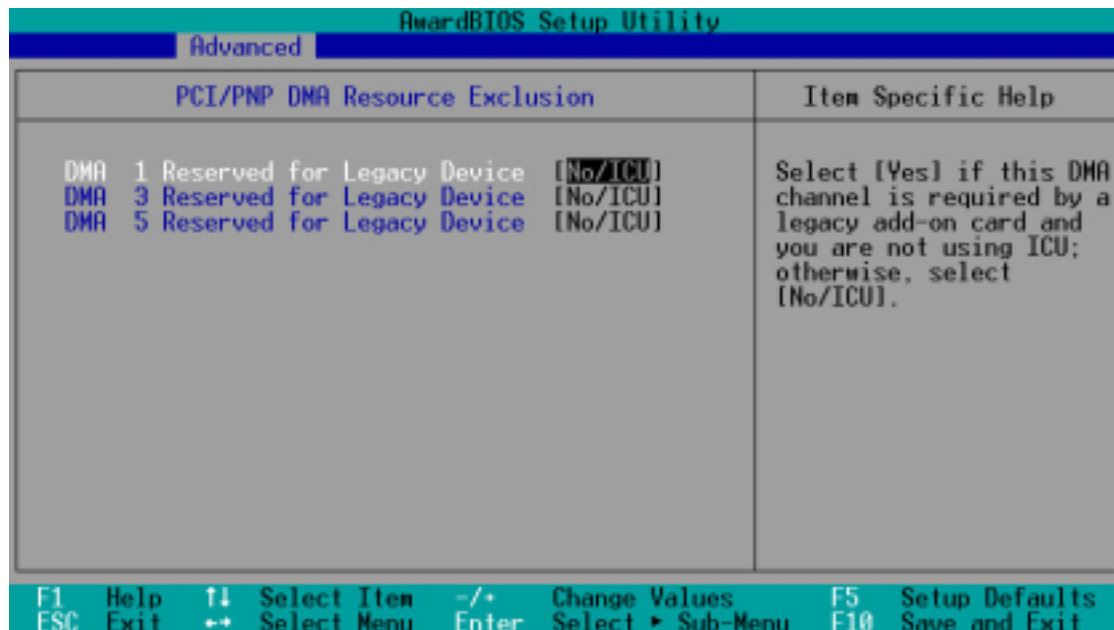 AwardBIOS Setup Utility
Advanced
PCI/PNP DMA Resource Exclusion
Item Specific Help
DMA 1 Reserved for Legacy Device [No/ICU]
DMA 3 Reserved for Legacy Device [No/ICU]
DMA 5 Reserved for Legacy Device [No/ICU]
Select [Yes] if this DMA
channel is required by a
legacy add-on card and
you are not using ICU;
otherwise, select
[No/ICU].
F1 Help ↑↓ Select Item -/+ Change Values F5 Setup Defaults
ESC Exit ←→ Select Menu Enter Select ► Sub-Menu F10 Save and Exit